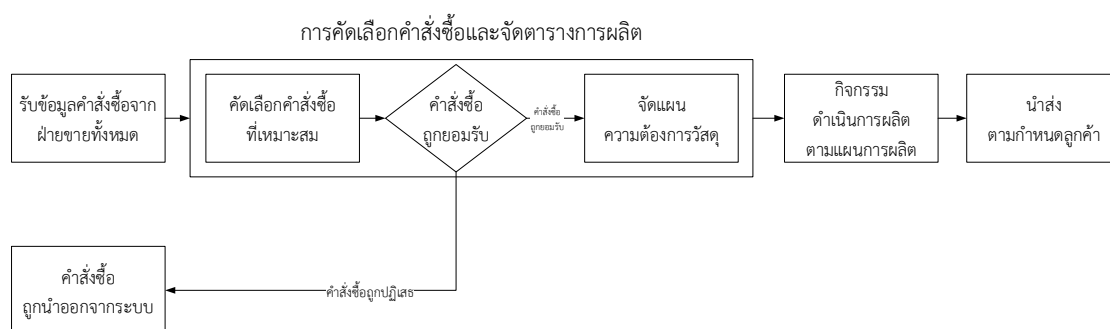 การคัดเลือกคำสั่งซื้อและจัดตารางการผลิต
รับข้อมูลคำสั่งซื้อจาก
ฝ่ายขายทั้งหมด
คัดเลือกคำสั่งซื้อ
ที่เหมาะสม
คำสั่งซื้อ
ถูกยอมรับ
คำสั่งซื้อ
ถูกยอมรับ
จัดแผน
ความต้องการวัสดุ
กิจกรรม
ดำเนินการผลิต
ตามแผนการผลิต
นำส่ง
ตามกำหนดลูกค้า
คำสั่งซื้อ
ถูกนำออกจากระบบ
คำสั่งซื้อถูกปฏิเสธ